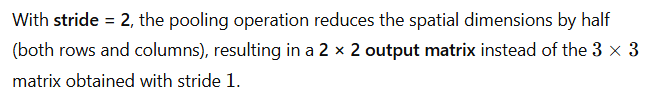 With stride = 2, the pooling operation reduces the spatial dimensions by half
(both rows and columns), resulting in a 2 × 2 output matrix instead of the 3 × 3
matrix obtained with stride 1.